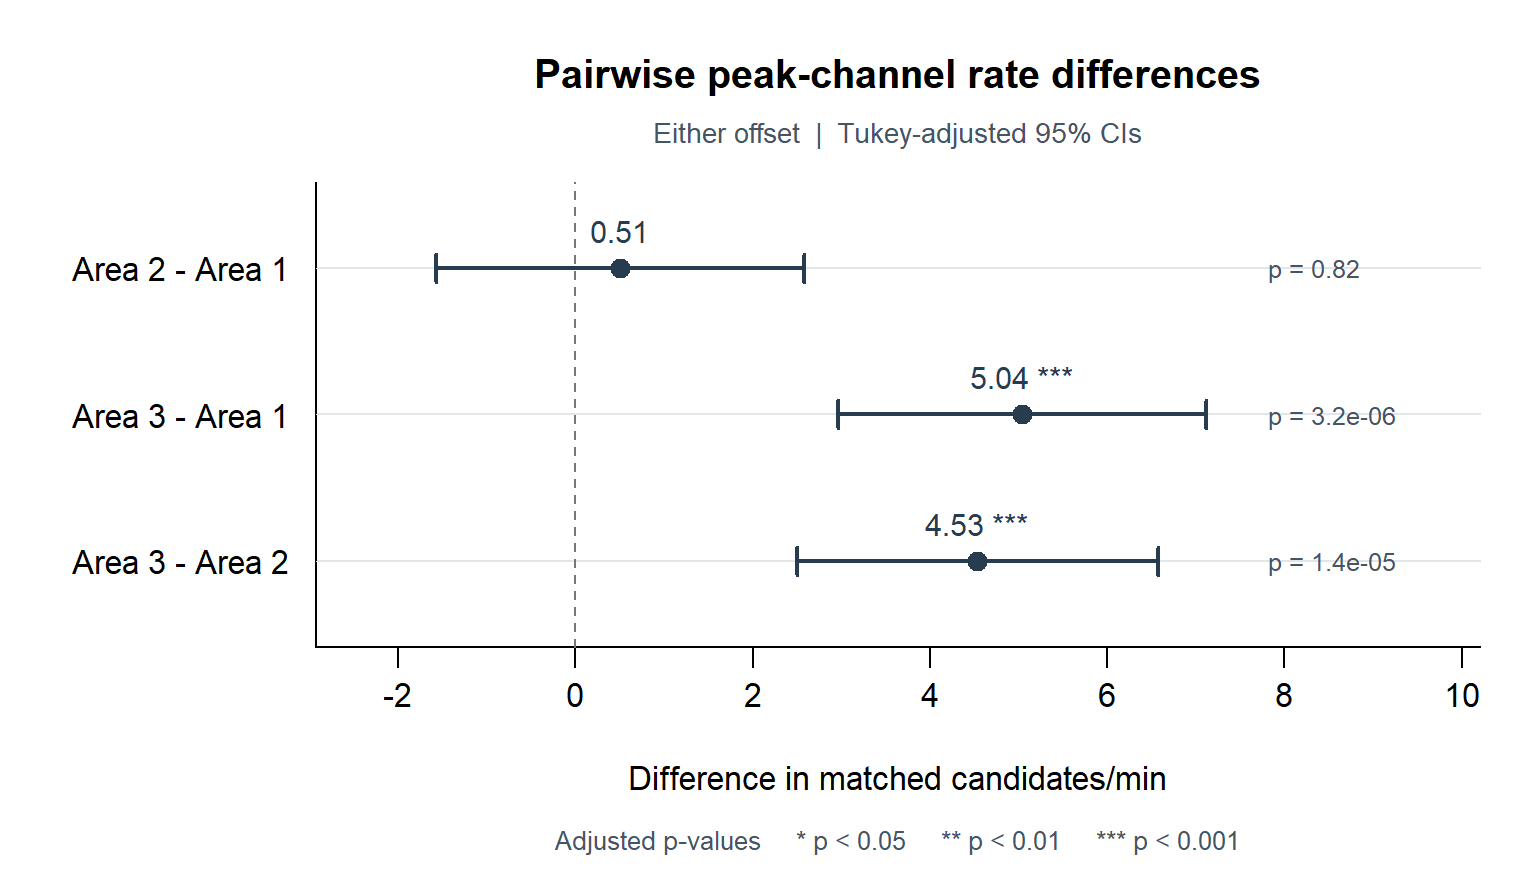 Pairwise peak-channel rate differences
Either offset | Tukey-adjusted 95% CIs
0.51
Area 2 - Area 1
p = 0.82
5.04 ***
Area 3 - Area 1
p = 3.2e-06
4.53 ***
Area 3 - Area 2
p = 1.4e-05
-2 0 2 4 6 8 10
Difference in matched candidates/min
Adjusted p-values * p < 0.05 ** p < 0.01 *** p < 0.001